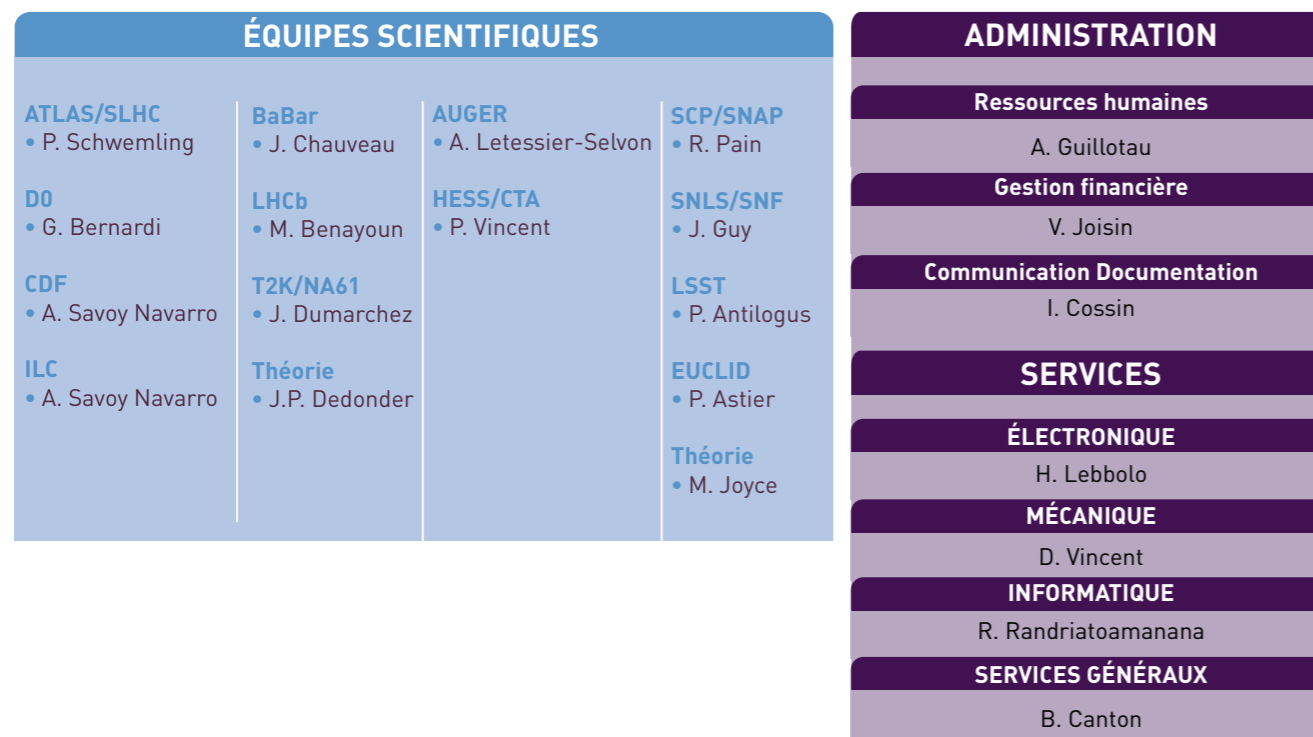 ÉQUIPES SCIENTIFIQUES
ATLAS/SLHC
• P. Schwemling
D0
• G. Bernardi
CDF
• A. Savoy Navarro
ILC
• A. Savoy Navarro
BaBar
• J. Chauveau
LHCb
• M. Benayoun
T2K/NA61
• J. Dumarchez
Théorie
• J.P. Dedonder
AUGER
• A. Letessier-Selvon
HESS/CTA
• P. Vincent
SCP/SNAP
• R. Pain
SNLS/SNF
• J. Guy
LSST
• P. Antilogus
EUCLID
• P. Astier
Théorie
• M. Joyce
ADMINISTRATION
Ressources humaines
A. Guillotau
Gestion financière
V. Joisin
Communication Documentation
I. Cossin
SERVICES
ÉLECTRONIQUE
H. Lebbolo
MÉCANIQUE
D. Vincent
INFORMATIQUE
R. Randriatoamanana
SERVICES GÉNÉRAUX
B. Canton